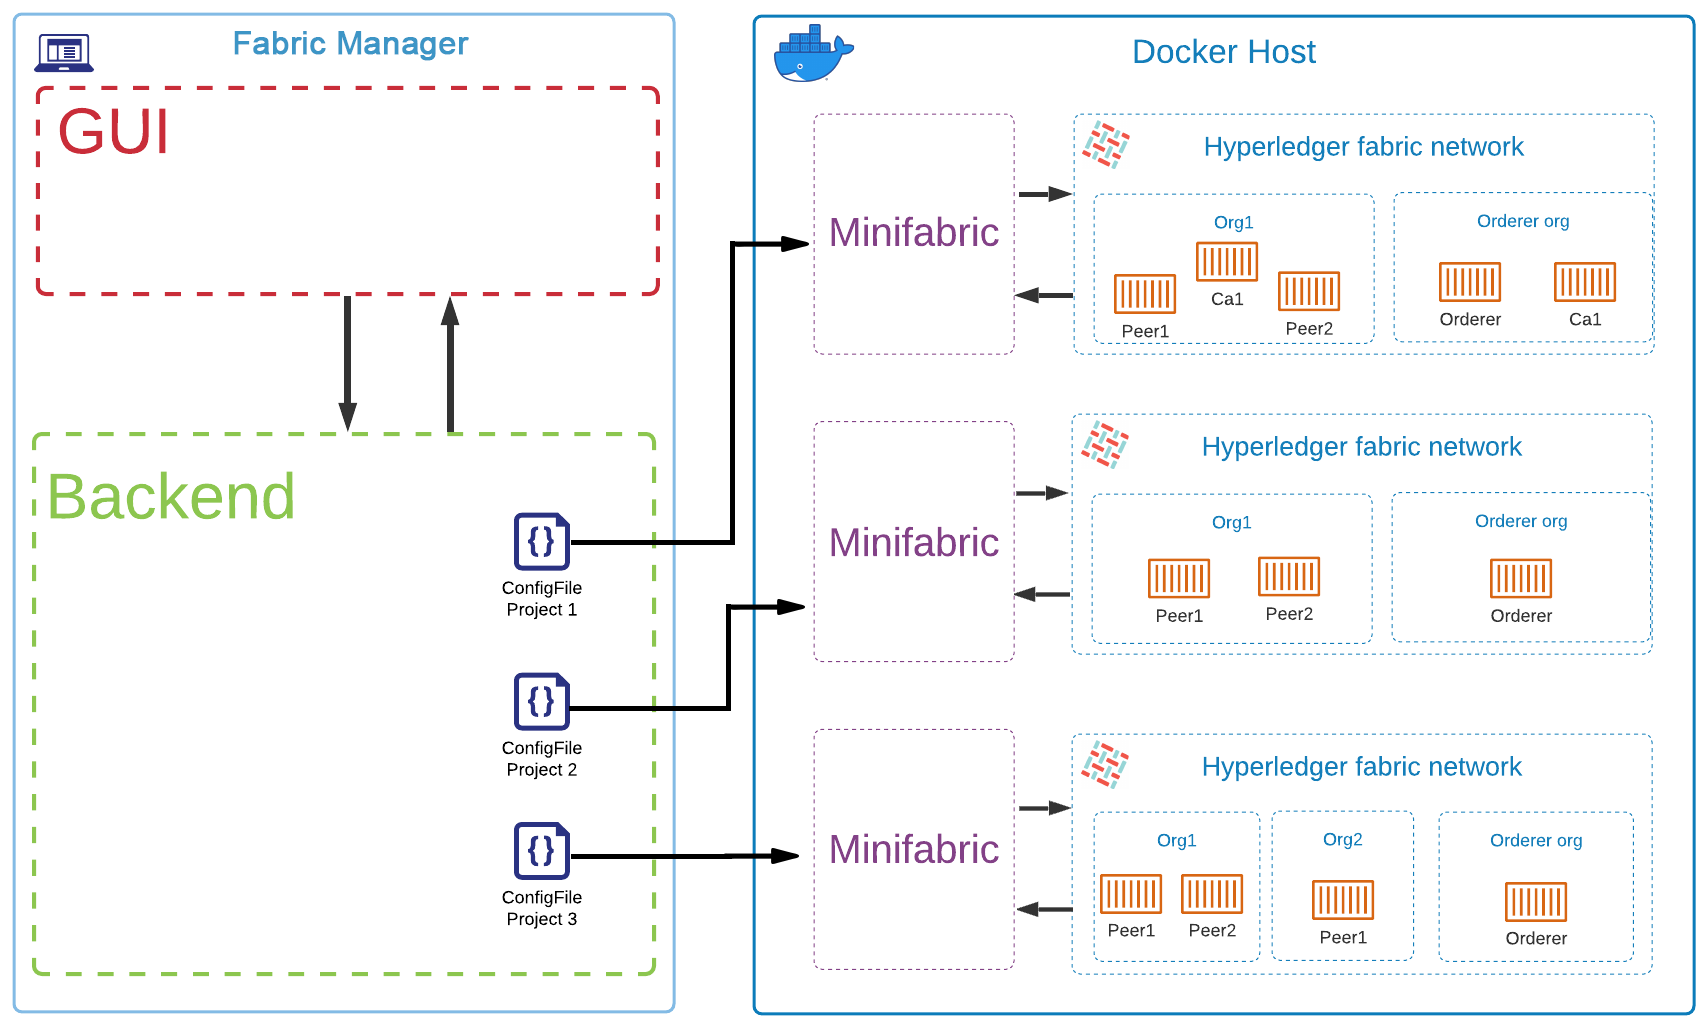 Fabric Manager
GUI
Backend
{}
ConfigFile
Project 1
{}
ConfigFile
Project 2
{}
ConfigFile
Project 3
Docker Host
Minifabric
Hyperledger fabric network
Org1
Peer1
Ca1
Peer2
Orderer org
Orderer
Ca1
Minifabric
Hyperledger fabric network
Org1
Peer1
Peer2
Orderer org
Orderer
Minifabric
Hyperledger fabric network
Org1
Peer1
Peer2
Org2
Peer1
Orderer org
Orderer